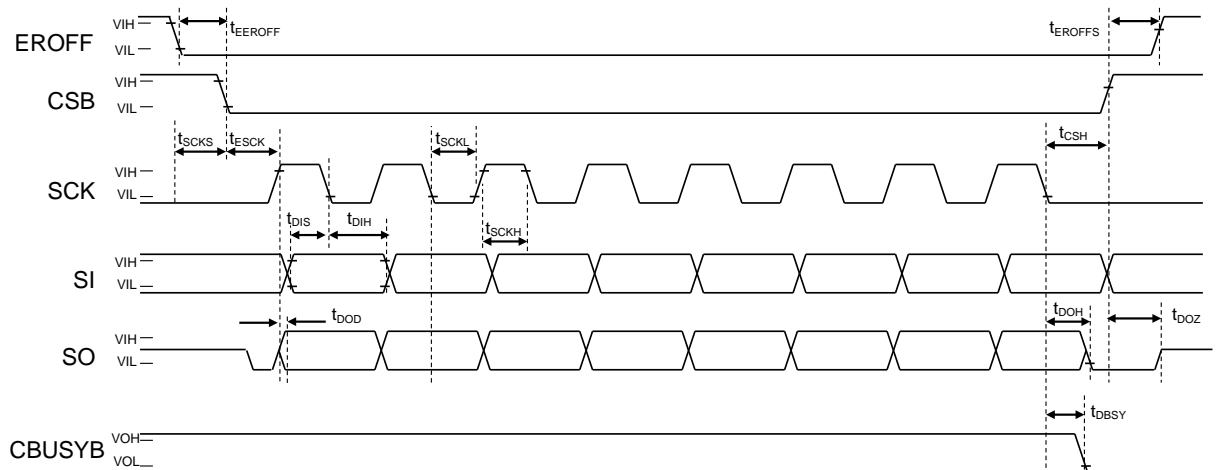 EROFF
VIH
VIL
tEEROFF
tEROFFS
CSB
VIH
VIL
tSCKS
tESCK
tSCKL
tCSH
SCK
VIH
VIL
tDIS
tDIH
tSCKH
SI
VIH
VIL
tDOD
tDOH
tDOZ
SO
VIH
VIL
tDBSY
CBUSYB
VOH
VOL